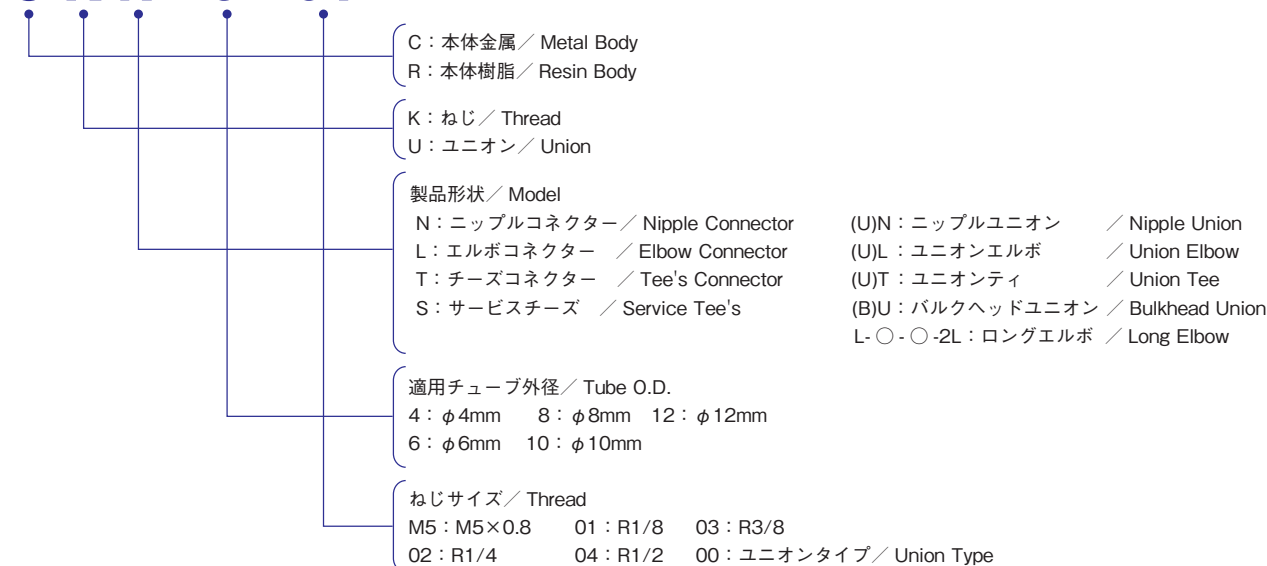 C：本体金属／ Metal Body
R：本体樹脂／ Resin Body
K：ねじ／ Thread
U：ユニオン／ Union
製品形状／ Model
N：ニップルコネクター／ Nipple Connector (U)N：ニップルユニオン ／ Nipple Union
L：エルボコネクター ／ Elbow Connector (U)L：ユニオンエルボ ／ Union Elbow
T：チーズコネクター ／ Tee's Connector (U)T：ユニオンティ ／ Union Tee
S：サービスチーズ ／ Service Tee's (B)U：バルクヘッドユニオン ／ Bulkhead Union
L- ○ - ○ -2L：ロングエルボ ／ Long Elbow
適用チューブ外径／ Tube O.D.
4：φ4mm 8：φ8mm 12：φ12mm
6：φ6mm 10：φ10mm
ねじサイズ／ Thread
M5：M5×0.8 01：R1/8 03：R3/8
02：R1/4 04：R1/2 00：ユニオンタイプ／ Union Type